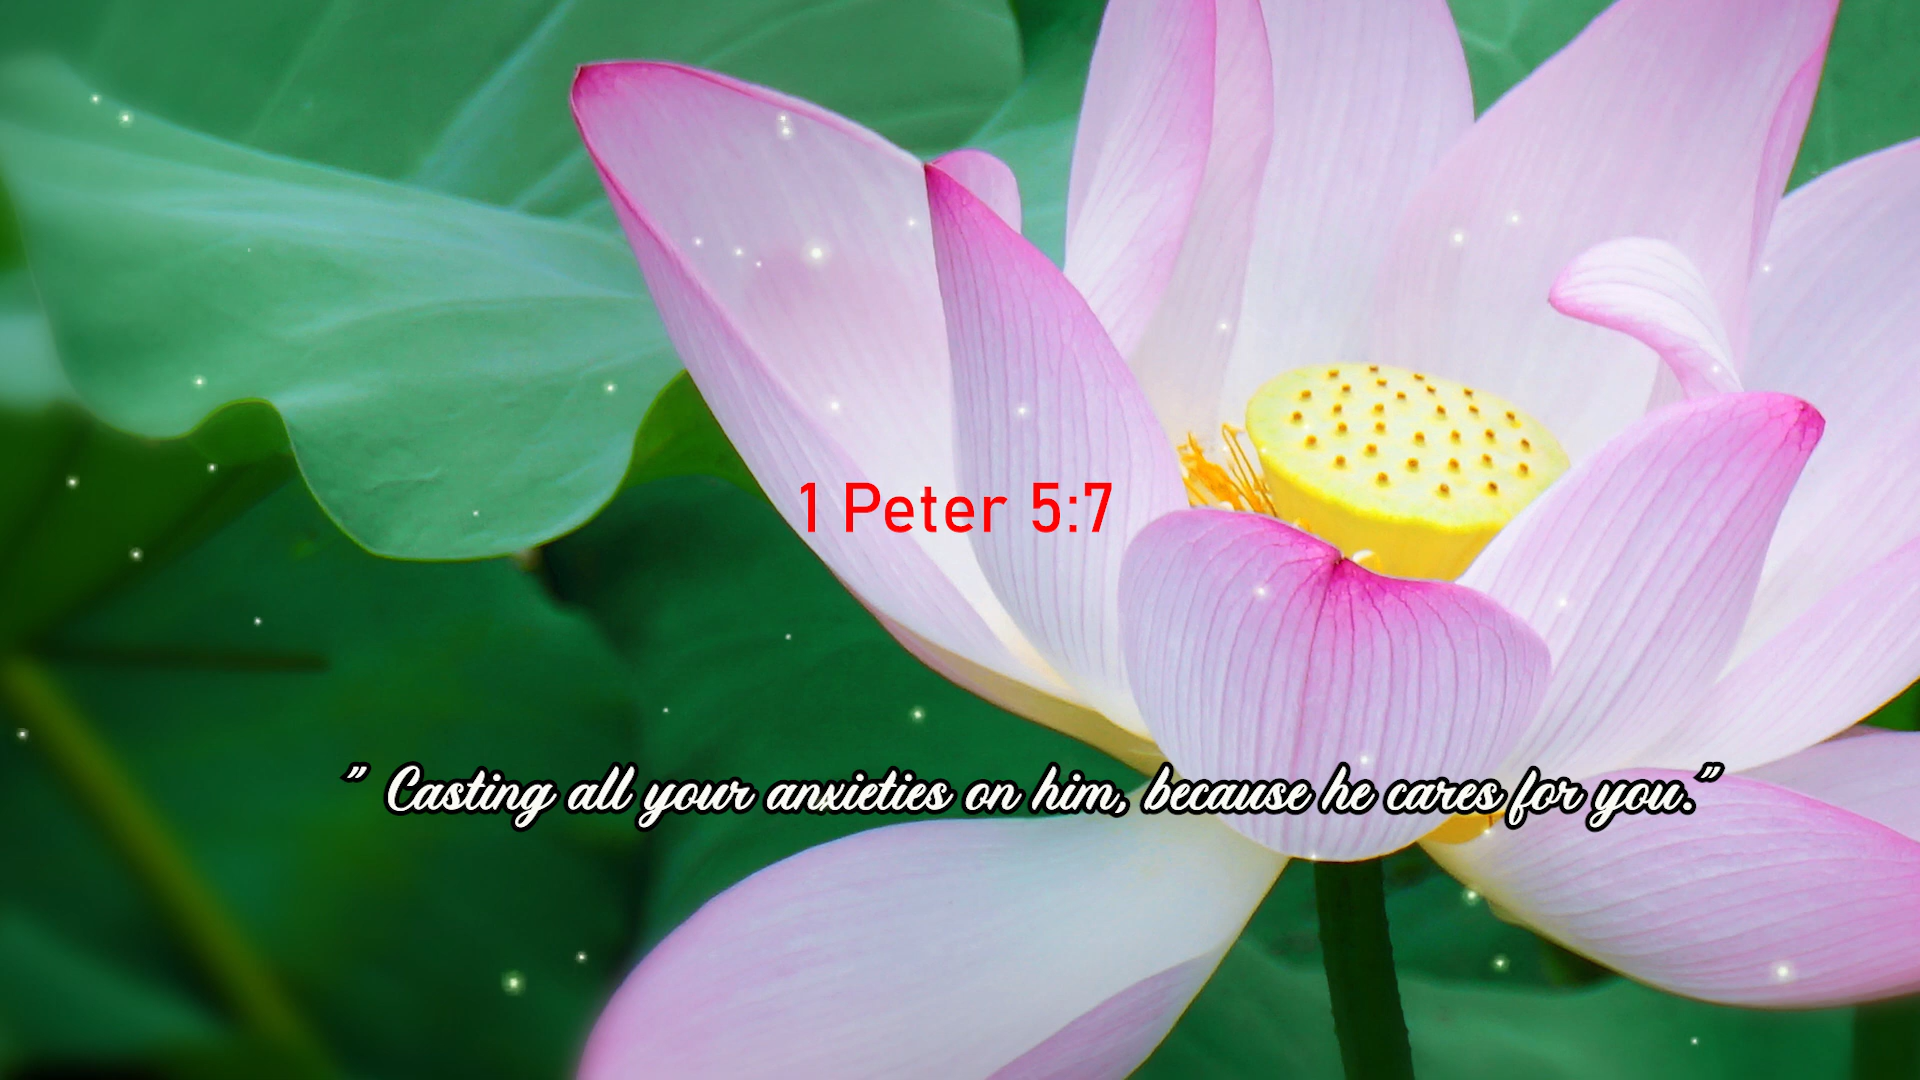 1 Peter 5:7
" Casting all your anxieties on him, because he cares for you."